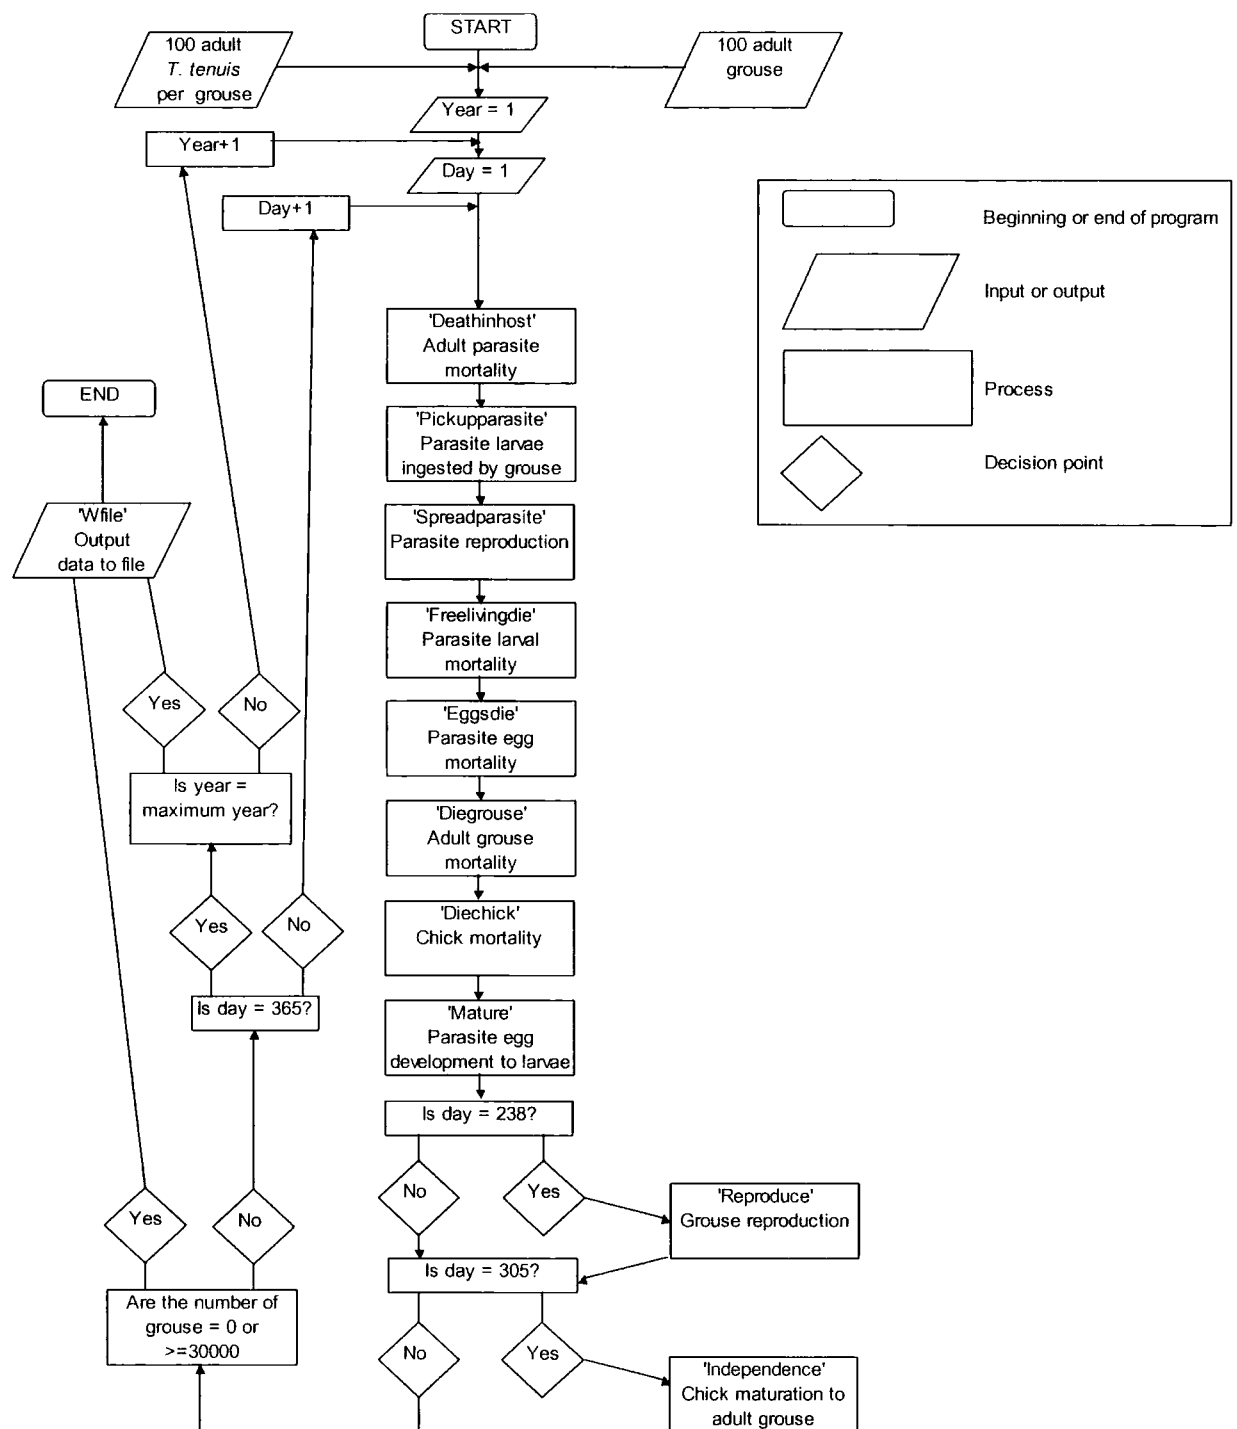 START
100 adult
T. tenuis
per grouse
100 adult
grouse
Year = 1
Year+1
Day = 1
Day+1
Beginning or end of program
Input or output
Process
Decision point
'Deathinhost'
Adult parasite
mortality
END
'Pickupparasite'
Parasite larvae
ingested by grouse
'Wfile'
Output
data to file
'Spreadparasite'
Parasite reproduction
'Freelivingdie'
Parasite larval
mortality
Yes
No
'Eggsdie'
Parasite egg
mortality
Is year =
maximum year?
'Diegrouse'
Adult grouse
mortality
Yes
No
'Diechick'
Chick mortality
Is day = 365?
'Mature'
Parasite egg
development to larvae
Is day = 238?
No
Yes
'Reproduce'
Grouse reproduction
Yes
No
Is day = 305?
Are the number of
grouse = 0 or
>=30000
No
Yes
'Independence'
Chick maturation to
adult grouse